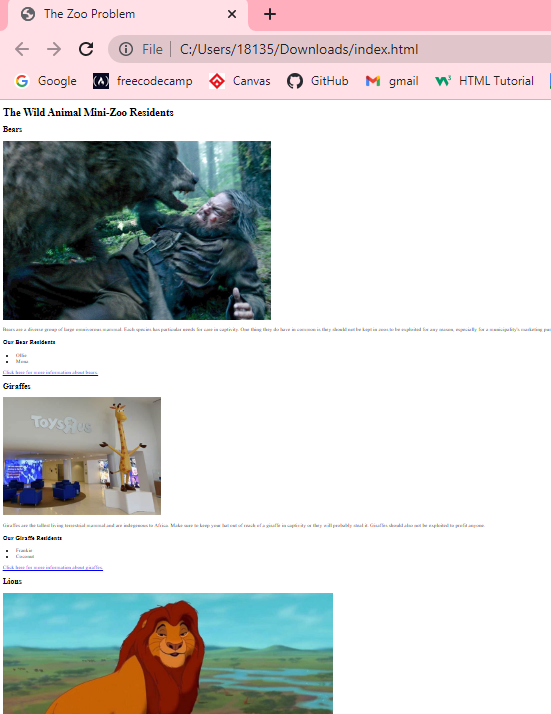 The Zoo Problem
File | C:/Users/18135/Downloads/index.html
Google freecodecamp Canvas GitHub gmail HTML Tutorial
The Wild Animal Mini-Zoo Residents
Bears
Bears are a diverse group of large omnivorous mammal. Each species has particular needs for care in captivity. One thing they do have in common is they should not be kept in zoos to be exploited for any reason, especially for a municipality's marketing
Our Bear Residents
Ollie
Click here for more information about bears.
Giraffes
TOYS R US
Giraffes are the tallest living terrestrial mammal and are indegenous to Africa. Make sure to keep your hat out of reach of a giraffe in captivity or they will probably steal it. Giraffes should also not be exploited to profit anyone.
Our Giraffe Residents
Frankie
Coconut
Click here for more information about giraffes.
Lions